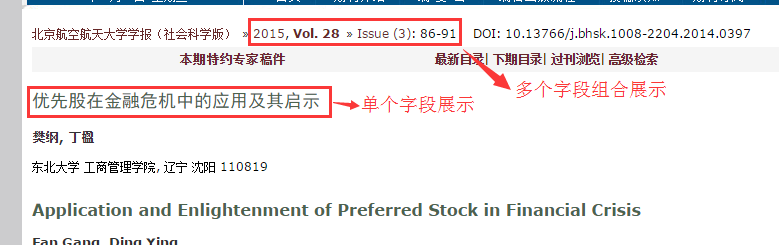 北京航空航天大学学报（社会科学版） » 2015, Vol. 28 » Issue (3): 86-91 DOI: 10.13766/j.bhsk.1008-2204.2014.0397
本期特约专家稿件 最新目录| 下期目录| 过刊浏览| 高级检索
多个字段组合展示
优先股在金融危机中的应用及其启示 单个字段展示
樊纲, 丁盈
东北大学 工商管理学院, 辽宁 沈阳 110819
Application and Enlightenment of Preferred Stock in Financial Crisis
Fan Gang, Ding Ying